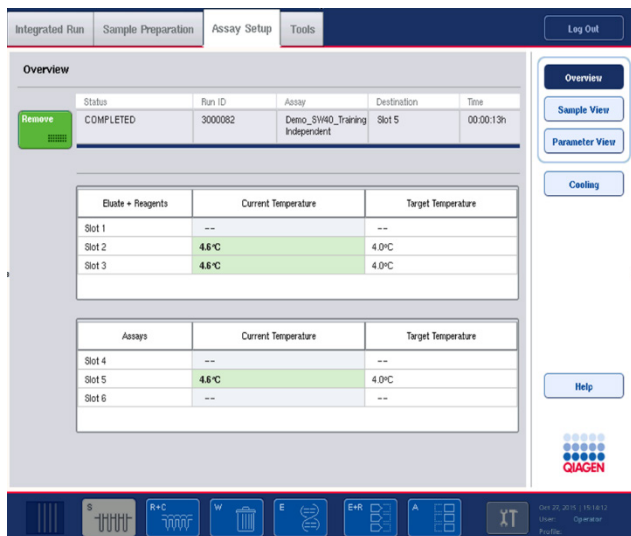 Integrated Run Sample Preparation Assay Setup Tools Log Out
Overview
Overview
Sample View
Parameter View
Cooling
Status Run ID Assay Destination Time
Remove COMPLETED 3000082 Demo_SW40_Training Slot 5 00:00:13h
Independent
Eluate + Reagents Current Temperature Target Temperature
Slot 1 -- --
Slot 2 4.6°C 4.0°C
Slot 3 4.6°C 4.0°C
Assays Current Temperature Target Temperature
Slot 4 -- --
Slot 5 4.6°C 4.0°C
Slot 6 -- --
Help
QIAGEN
S R+C W E E+R A
User: Operator
Profile: